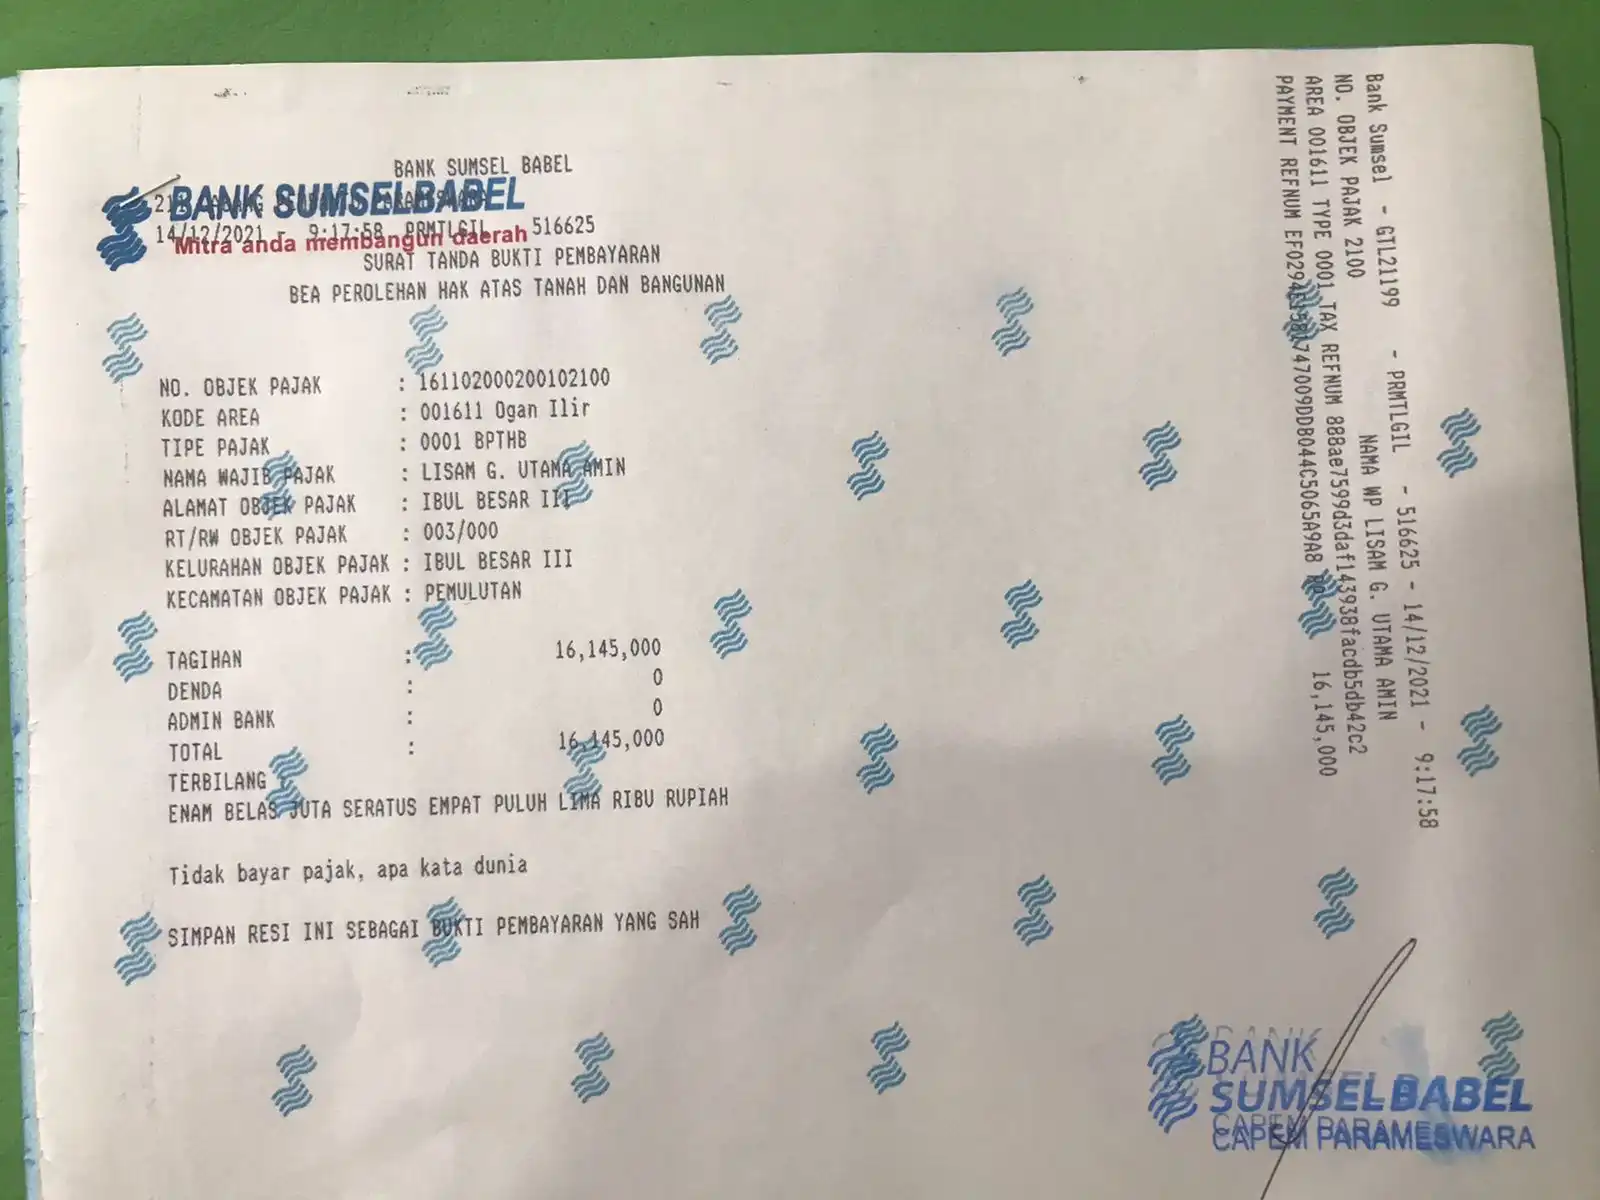 BANK SUMSEL BABEL
BANK SUMSELBABEL
14/12/2021 - 9:17:58 PRMTLGIL 516625
Mitra anda membangun daerah
SURAT TANDA BUKTI PEMBAYARAN
BEA PEROLEHAN HAK ATAS TANAH DAN BANGUNAN
NO. OBJEK PAJAK : 161102000200102100
KODE AREA : 001611 Ogan Ilir
TIPE PAJAK : 0001 BPTHB
NAMA WAJIB PAJAK : LISAM G. UTAMA AMIN
ALAMAT OBJEK PAJAK : IBUL BESAR III
RT/RW OBJEK PAJAK : 003/000
KELURAHAN OBJEK PAJAK : IBUL BESAR III
KECAMATAN OBJEK PAJAK : PEMULUTAN
TAGIHAN : 16,145,000
DENDA : 0
ADMIN BANK : 0
TOTAL : 16,145,000
TERBILANG
ENAM BELAS JUTA SERATUS EMPAT PULUH LIMA RIBU RUPIAH
Tidak bayar pajak, apa kata dunia
SIMPAN RESI INI SEBAGAI BUKTI PEMBAYARAN YANG SAH
Bank Sumsel - GTL21199 - PRMTLGIL - 516625 - 14/12/2021 - 9:17:58
NO. OBJEK PAJAK 2100 NAMA WP LISAM G. UTAMA AMIN
AREA 001611 TYPE 0001 TAX REFNUM 888ae7599d3daf143938facdb5db42c2
PAYMENT REFNUM 16,145,000
BANK
SUMSELBABEL
CAPEM PARAMESWARA